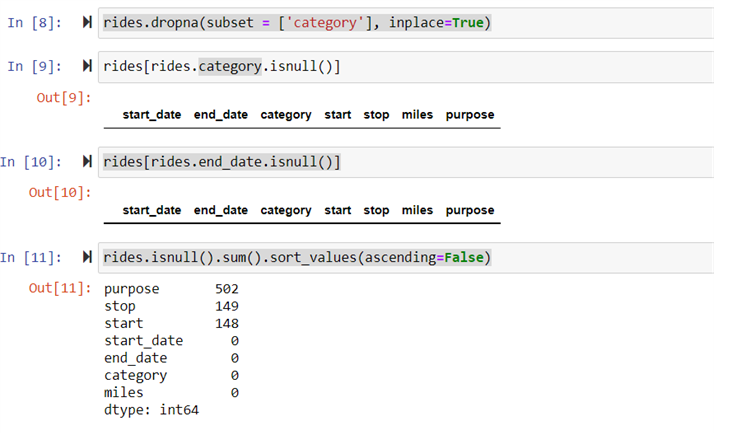 In [8]: rides.dropna(subset = ['category'], inplace=True)
In [9]: rides[rides.category.isnull()]
Out[9]:
start_date end_date category start stop miles purpose
In [10]: rides[rides.end_date.isnull()]
Out[10]:
start_date end_date category start stop miles purpose
In [11]: rides.isnull().sum().sort_values(ascending=False)
Out[11]: purpose 502
stop 149
start 148
start_date 0
end_date 0
category 0
miles 0
dtype: int64